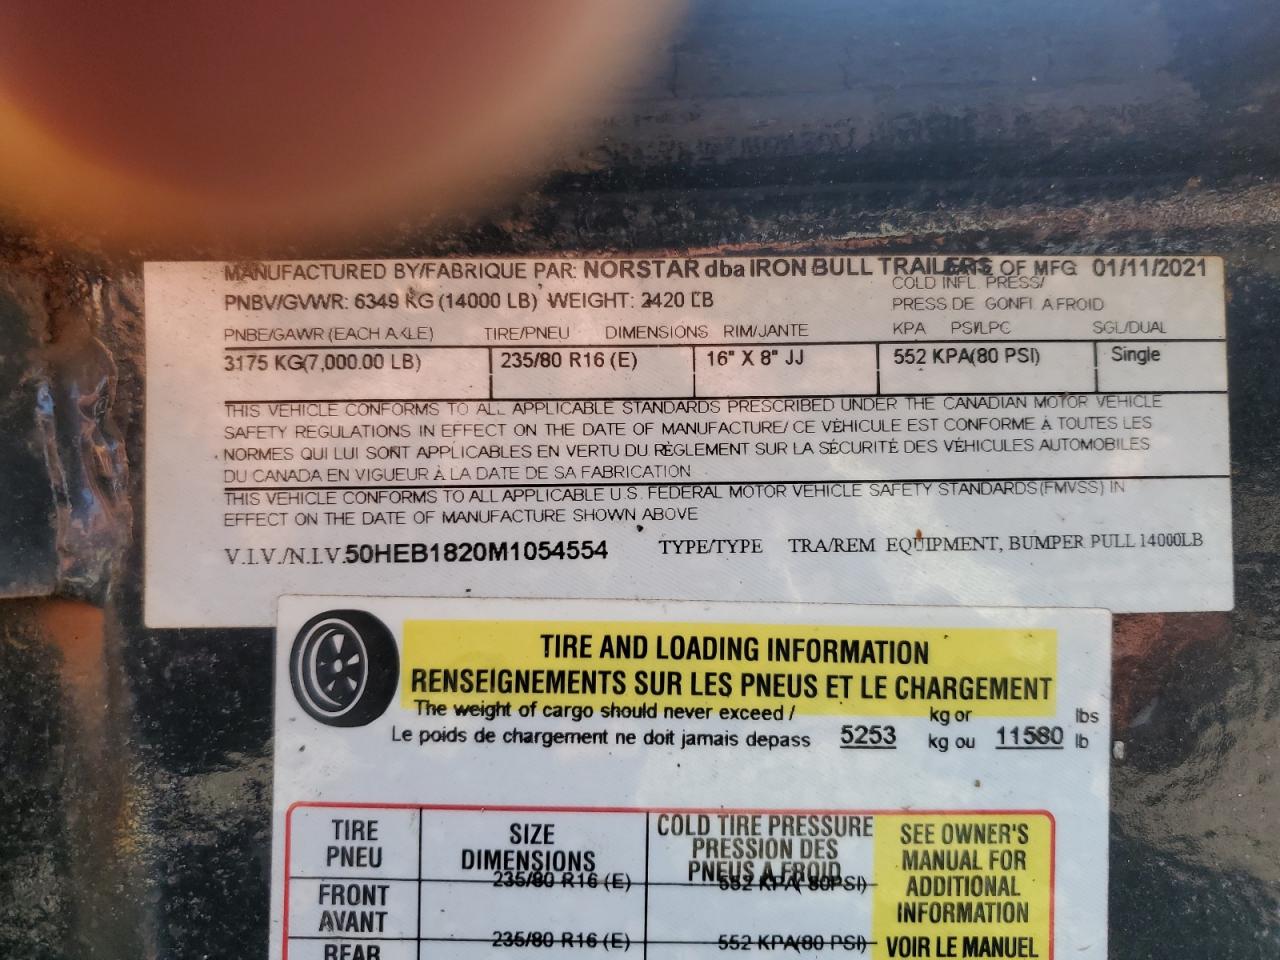 MANUFACTURED BY/FABRIQUE PAR: NORSTAR dba IRON BULL TRAILERS OF MFG 01/11/2021
COLD INFL. PRESS/
PNBV/GVWR: 6349 KG (14000 LB) WEIGHT: 2420 LB
PRESS.DE GONFL A FROID
PNBE/GAWR (EACH AXLE) TIRE/PNEU DIMENSIONS RIM/JANTE KPA PSI/LPC SGL/DUAL
3175 KG(7,000.00 LB) 235/80 R16 (E) 16" X 8" JJ 552 KPA(80 PSI) Single
THIS VEHICLE CONFORMS TO ALL APPLICABLE STANDARDS PRESCRIBED UNDER THE CANADIAN MOTOR VEHICLE
SAFETY REGULATIONS IN EFFECT ON THE DATE OF MANUFACTURE/ CE VÉHICULE EST CONFORME À TOUTES LES
NORMES QUI LUI SONT APPLICABLES EN VERTU DU RÈGLEMENT SUR LA SÉCURITÉ DES VÉHICULES AUTOMOBILES
DU CANADA EN VIGUEUR À LA DATE DE SA FABRICATION
THIS VEHICLE CONFORMS TO ALL APPLICABLE U.S. FEDERAL MOTOR VEHICLE SAFETY STANDARDS (FMVSS) IN
EFFECT ON THE DATE OF MANUFACTURE SHOWN ABOVE
V.I.V./N.I.V.50HEB1820M1054554 TYPE/TYPE TRA/REM EQUIPMENT, BUMPER PULL 14000LB
TIRE AND LOADING INFORMATION
RENSEIGNEMENTS SUR LES PNEUS ET LE CHARGEMENT
The weight of cargo should never exceed / kg or lbs
Le poids de chargement ne doit jamais depass 5253 kg ou 11580 lb
TIRE
PNEU
SIZE
DIMENSIONS
COLD TIRE PRESSURE
PRESSION DES
PNEUS A FROID
SEE OWNER'S
MANUAL FOR
ADDITIONAL
INFORMATION
VOIR LE MANUEL
FRONT
AVANT
235/80 R16 (E)
552 KPA( 80PSI)
REAR
235/80 R16 (E)
552 KPA(80 PSI)